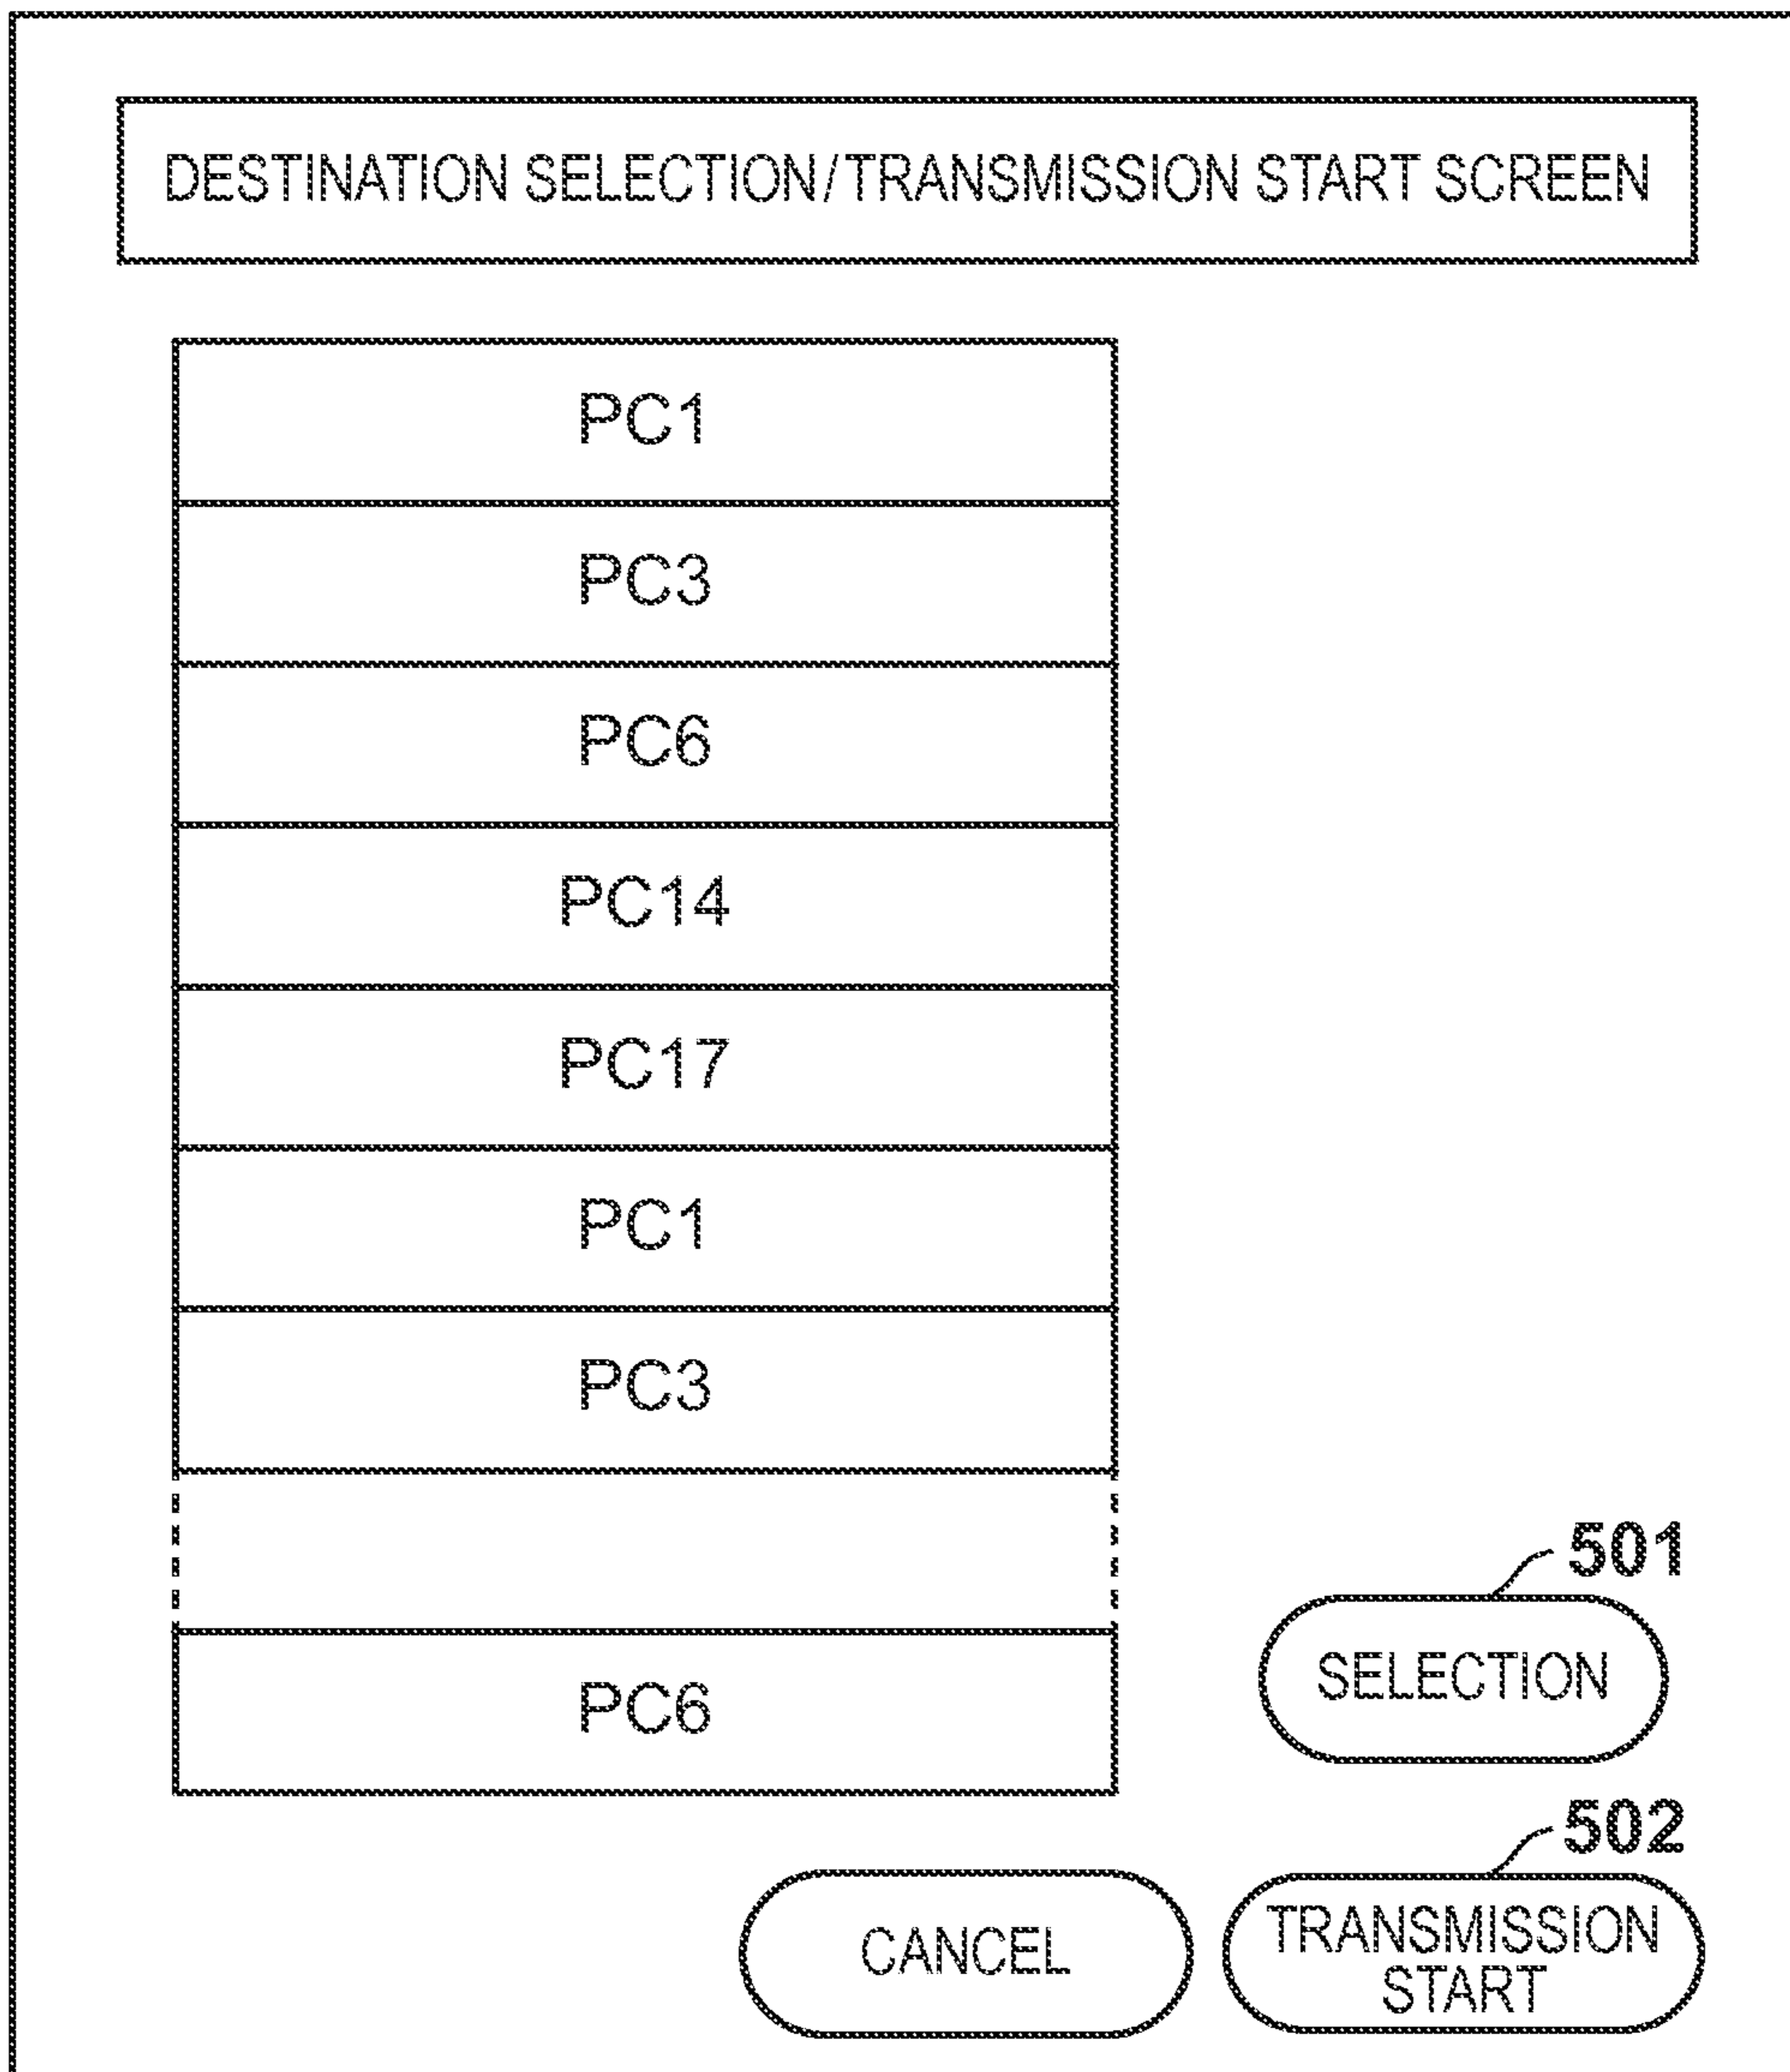 DESTINATION SELECTION/TRANSMISSION START SCREEN
PC1
PC3
PC6
PC14
PC17
PC1
PC3
501
SELECTION
PC6
502
CANCEL
TRANSMISSION
START